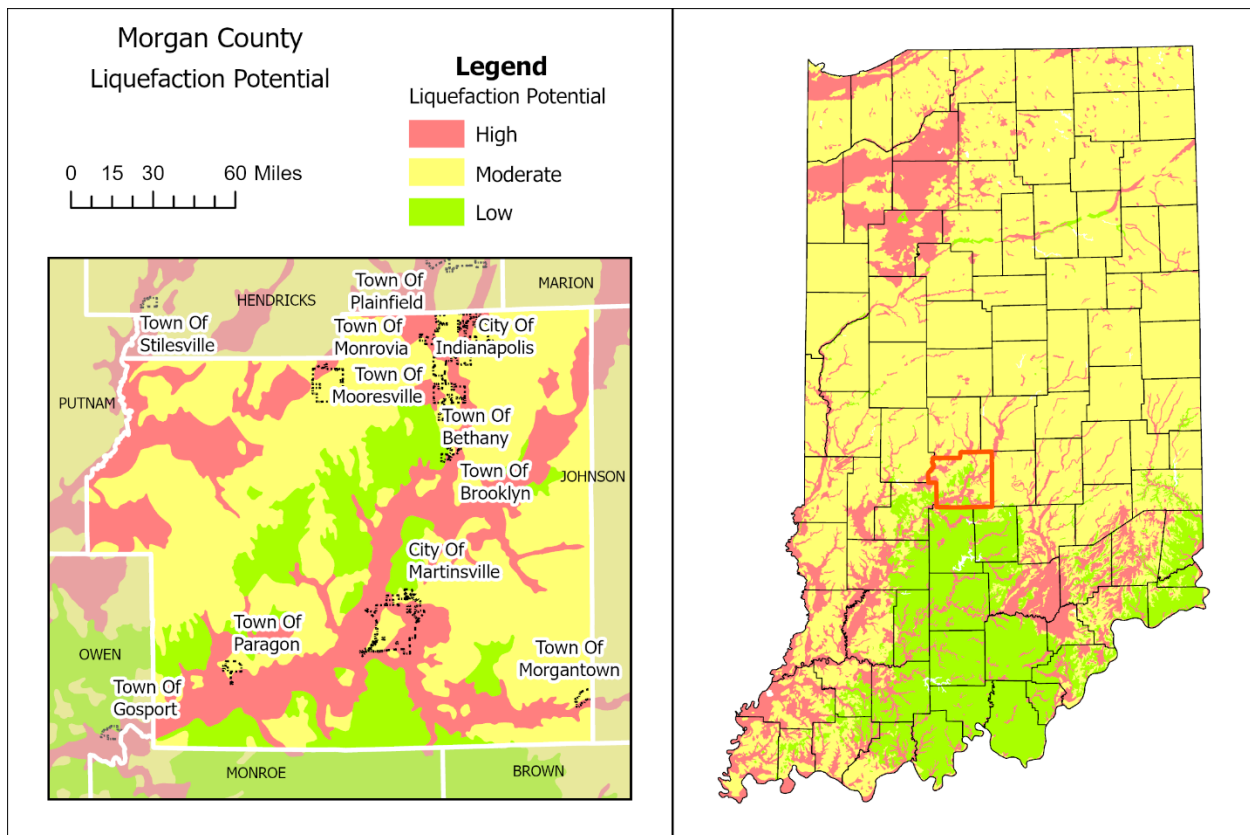 Morgan County
Liquefaction Potential
0 15 30 60 Miles
Legend
Liquefaction Potential
High
Moderate
Low
HENDRICKS
MARION
PUTNAM
JOHNSON
OWEN
MONROE
BROWN
Town Of
Stilesville
Town Of
Plainfield
Town Of
Monrovia
City Of
Indianapolis
Town Of
Mooresville
Town Of
Bethany
Town Of
Brooklyn
City Of
Martinsville
Town Of
Paragon
Town Of
Morgantown
Town Of
Gosport